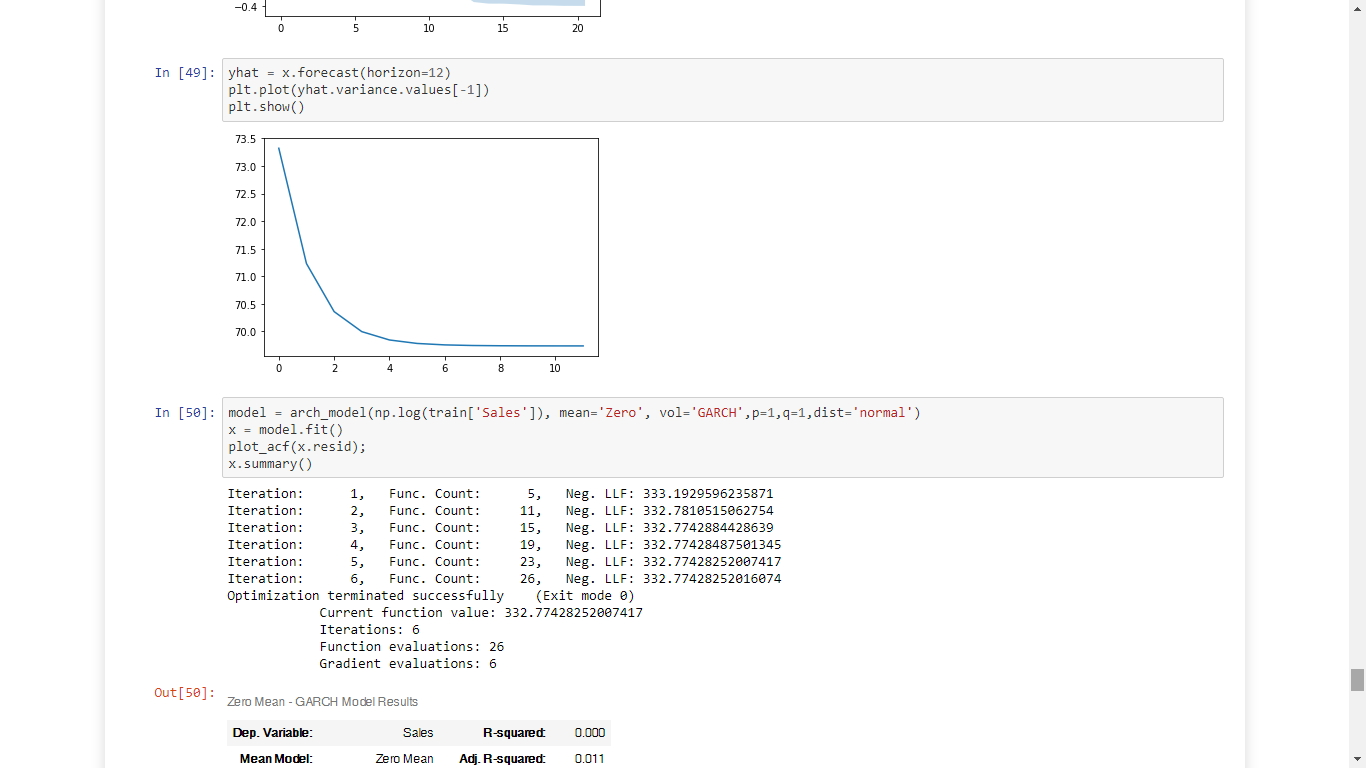 −0.4
0 5 10 15 20
In [49]: yhat = x.forecast(horizon=12)
plt.plot(yhat.variance.values[-1])
plt.show()
73.5
73.0
72.5
72.0
71.5
71.0
70.5
70.0
0 2 4 6 8 10
In [50]: model = arch_model(np.log(train['Sales']), mean='Zero', vol='GARCH',p=1,q=1,dist='normal')
x = model.fit()
plot_acf(x.resid);
x.summary()
Iteration: 1, Func. Count: 5, Neg. LLF: 333.1929596235871
Iteration: 2, Func. Count: 11, Neg. LLF: 332.7810515062754
Iteration: 3, Func. Count: 15, Neg. LLF: 332.7742884428639
Iteration: 4, Func. Count: 19, Neg. LLF: 332.77428487501345
Iteration: 5, Func. Count: 23, Neg. LLF: 332.77428252007417
Iteration: 6, Func. Count: 26, Neg. LLF: 332.77428252016074
Optimization terminated successfully (Exit mode 0)
Current function value: 332.77428252007417
Iterations: 6
Function evaluations: 26
Gradient evaluations: 6
Out[50]: Zero Mean - GARCH Model Results
Dep. Variable: Sales R-squared: 0.000
Mean Model: Zero Mean Adj. R-squared: 0.011